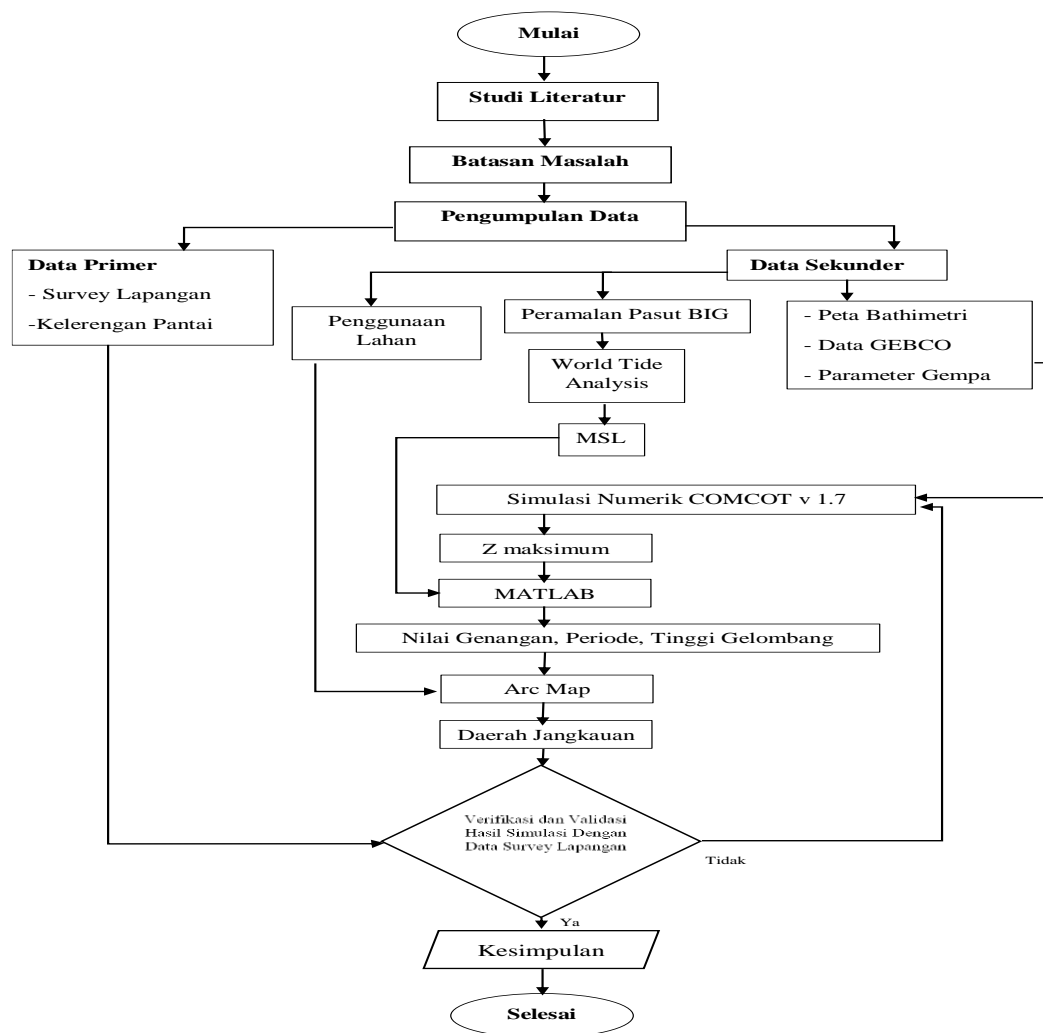 Mulai
Studi Literatur
Batasan Masalah
Pengumpulan Data
Data Primer
- Survey Lapangan
-Kelerengan Pantai
Data Sekunder
Penggunaan
Lahan
Peramalan Pasut BIG
World Tide
Analysis
MSL
- Peta Bathimetri
- Data GEBCO
- Parameter Gempa
Simulasi Numerik COMCOT v 1.7
Z maksimum
MATLAB
Nilai Genangan, Periode, Tinggi Gelombang
Arc Map
Daerah Jangkauan
Verifikasi dan Validasi
Hasil Simulasi Dengan
Data Survey Lapangan
Tidak
Ya
Kesimpulan
Selesai